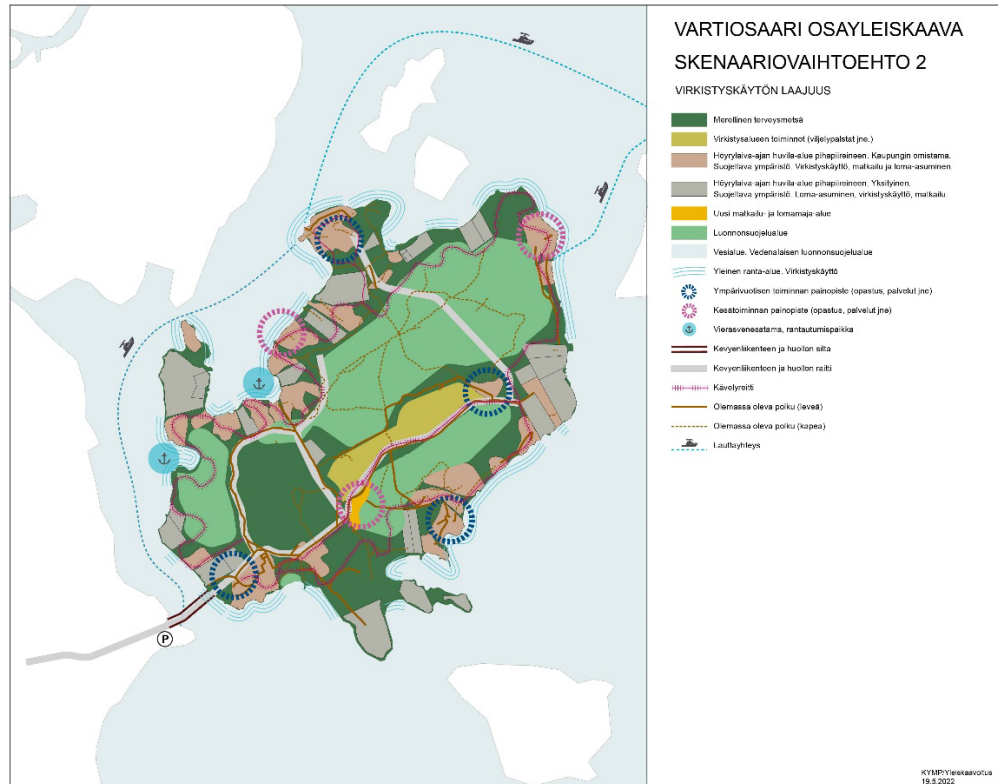 VARTIOSAARI OSAYLEISKAAVA
SKENAARIOVAIHTOEHTO 2
VIRKISTYSKÄYTÖN LAAJUUS
Merellinen terveysmetsä
Virkistysalueen toiminnot (viljelypalstat jne.)
Höyrylaiva-ajan huvila-alue pihapiireineen. Kaupungin omistama.
Suojeltava ympäristö. Virkistyskäyttö, matkailu ja loma-asuminen.
Höyrylaiva-ajan huvila-alue pihapiireineen. Yksityinen.
Suojeltava ympäristö. Loma-asuminen, virkistyskäyttö, matkailu.
Uusi matkailu- ja lomamaja-alue
Luonnonsuojelualue
Vesialue. Vedenalaisen luonnonsuojelualue
Yleinen ranta-alue. Virkistyskäyttö
Ympärivuotisen toiminnan painopiste (opastus, palvelut jne)
Kesätoiminnan painopiste (opastus, palvelut jne)
Vierasvenesatama, rantautumispaikka
Kevyenliikenteen ja huollon silta
Kevyenliikenteen ja huollon raitti
Kävelyreitti
Olemassa oleva polku (leveä)
Olemassa oleva polku (kapea)
Lauttayhteys
P
KYMP/Yleiskaavoitus
19.5.2022